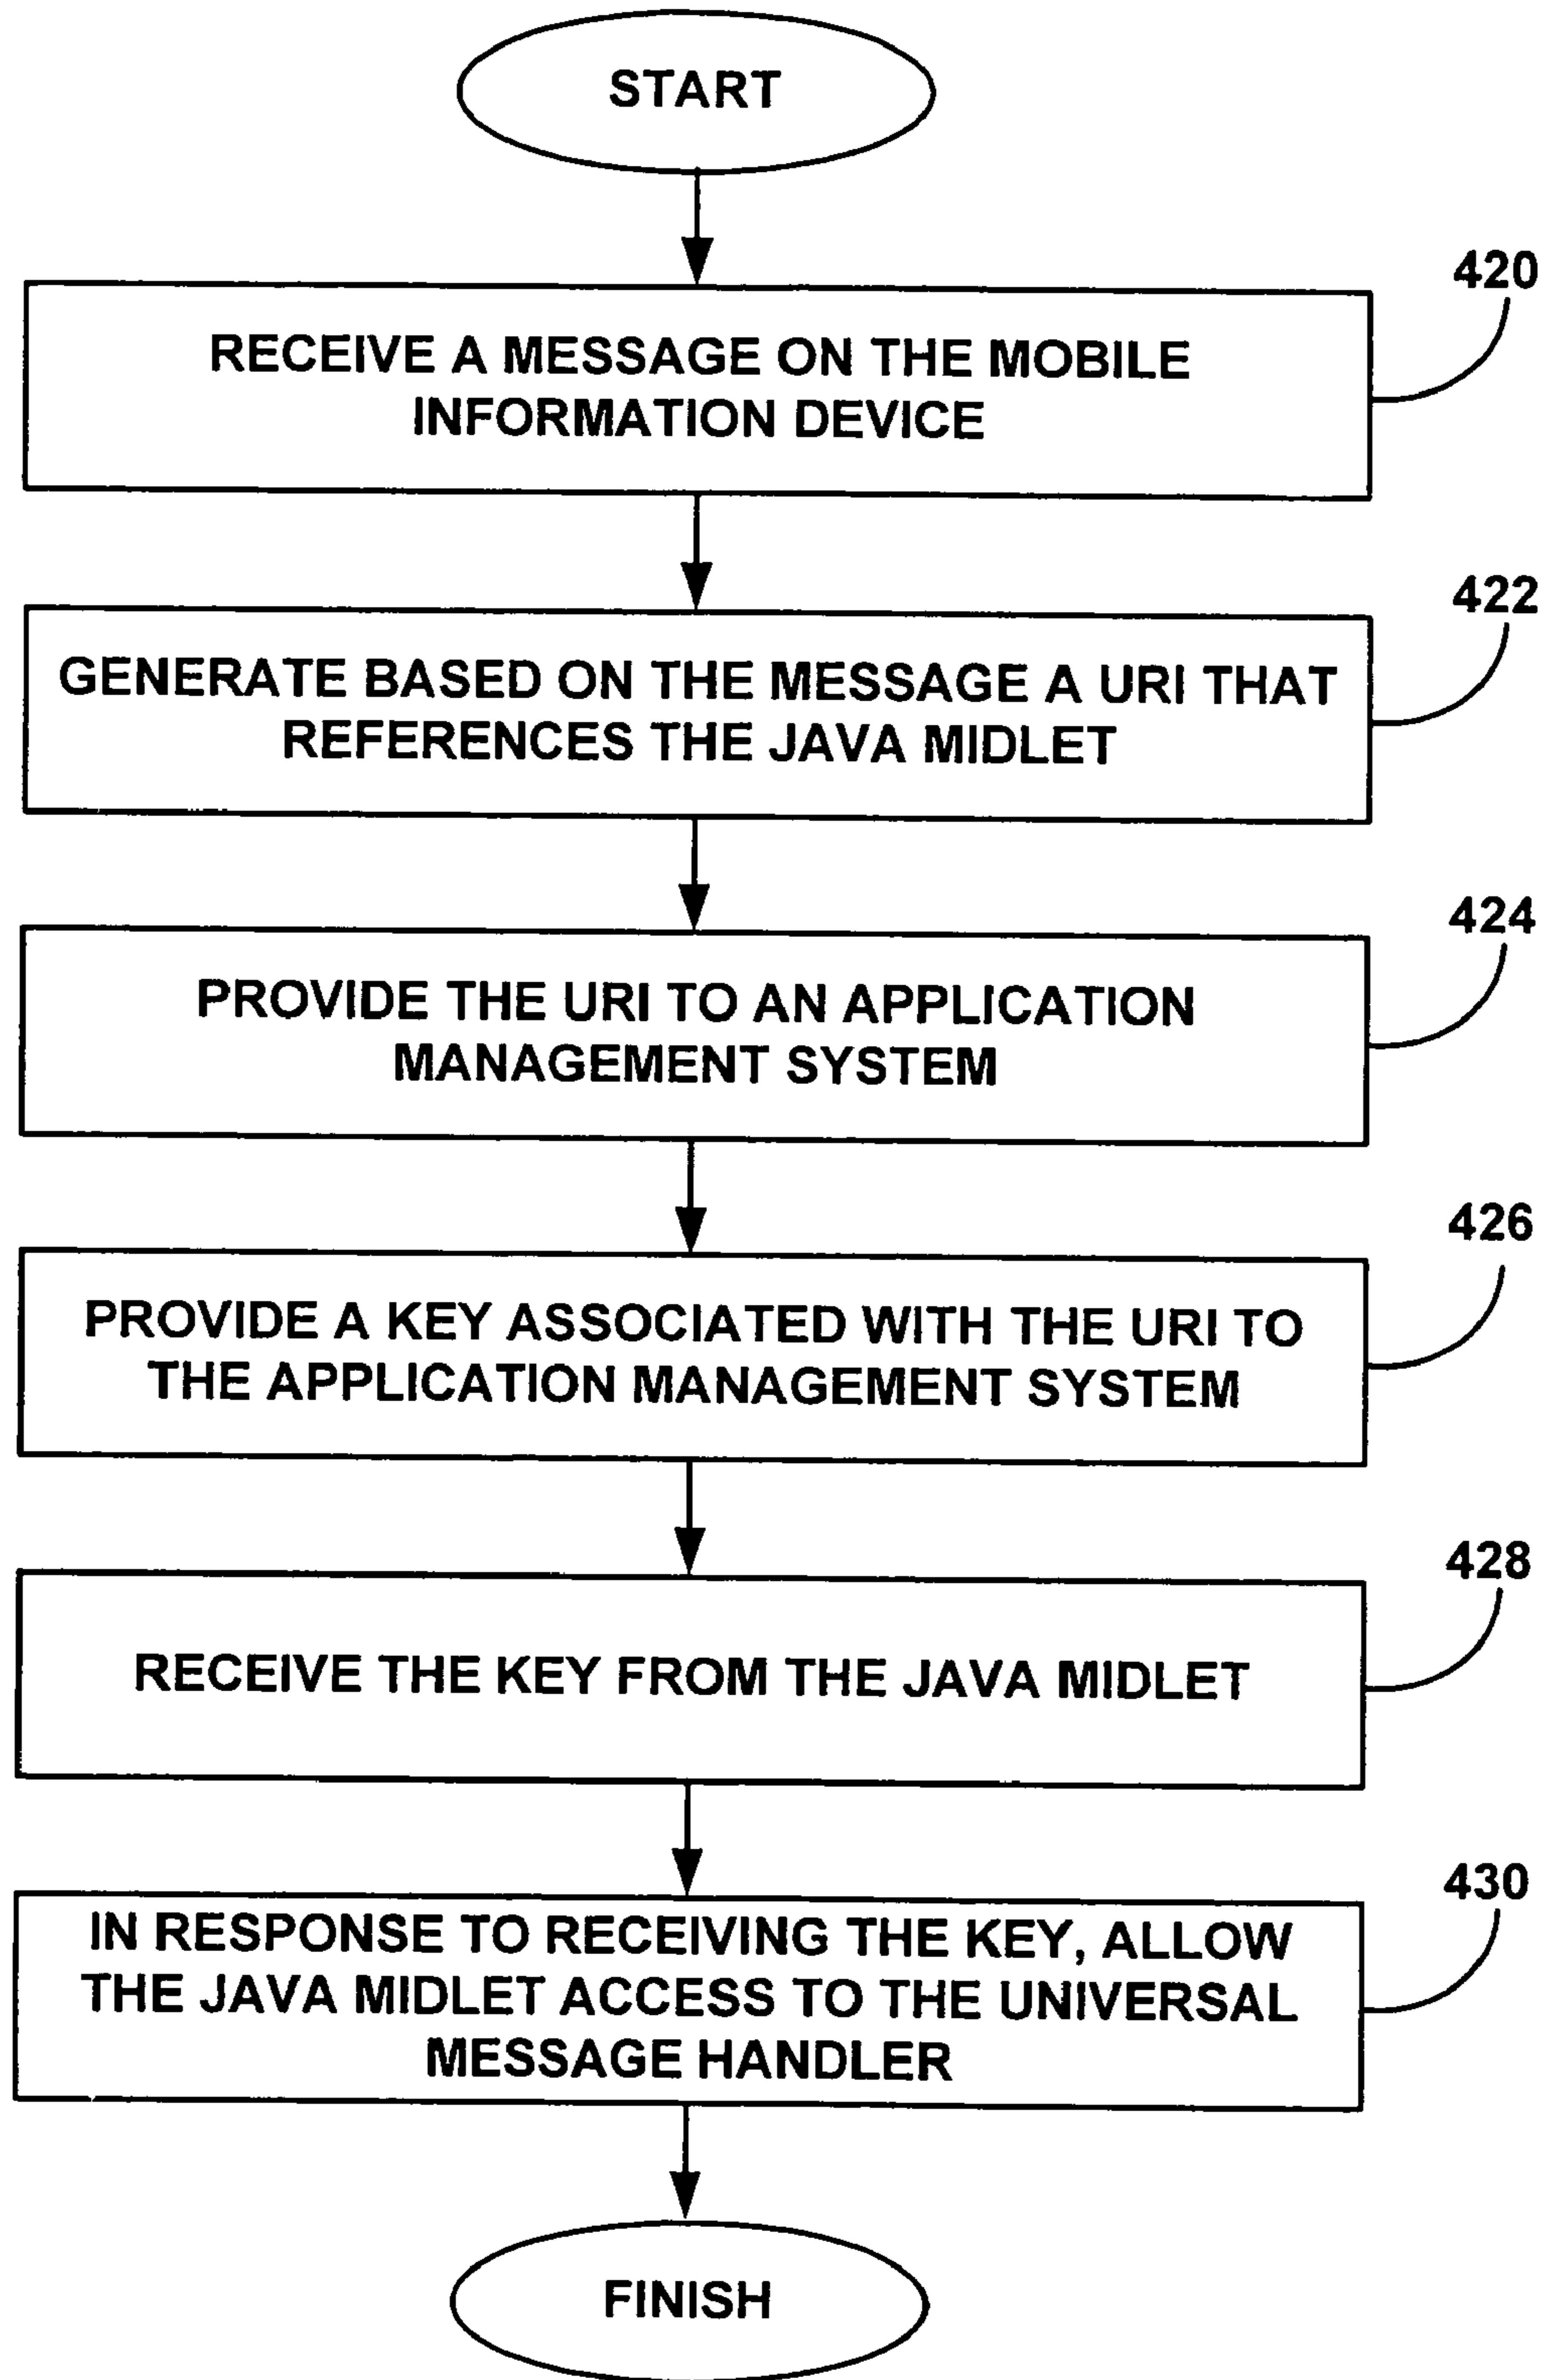 START
420
RECEIVE A MESSAGE ON THE MOBILE
INFORMATION DEVICE
422
GENERATE BASED ON THE MESSAGE A URI THAT
REFERENCES THE JAVA MIDLET
424
PROVIDE THE URI TO AN APPLICATION
MANAGEMENT SYSTEM
426
PROVIDE A KEY ASSOCIATED WITH THE URI TO
THE APPLICATION MANAGEMENT SYSTEM
428
RECEIVE THE KEY FROM THE JAVA MIDLET
430
IN RESPONSE TO RECEIVING THE KEY, ALLOW
THE JAVA MIDLET ACCESS TO THE UNIVERSAL
MESSAGE HANDLER
FINISH